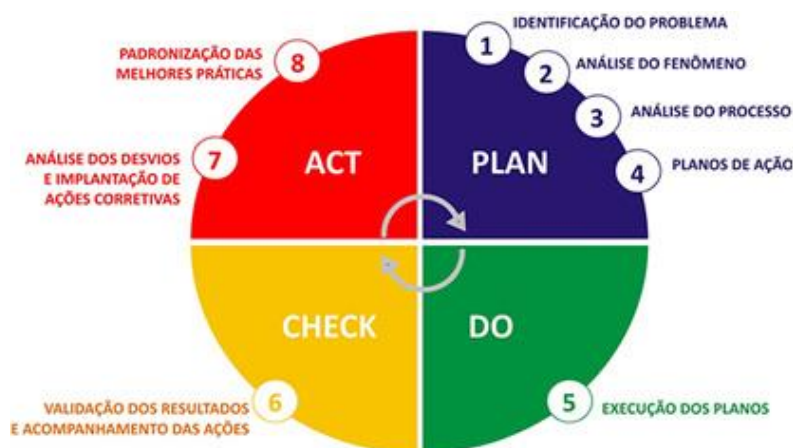 1
IDENTIFICAÇÃO DO PROBLEMA
2
ANÁLISE DO FENÔMENO
3
ANÁLISE DO PROCESSO
4
PLANOS DE AÇÃO
PLAN
DO
5
EXECUÇÃO DOS PLANOS
CHECK
6
VALIDAÇÃO DOS RESULTADOS
E ACOMPANHAMENTO DAS AÇÕES
ACT
7
ANÁLISE DOS DESVIOS
E IMPLANTAÇÃO DE
AÇÕES CORRETIVAS
8
PADRONIZAÇÃO DAS
MELHORES PRÁTICAS